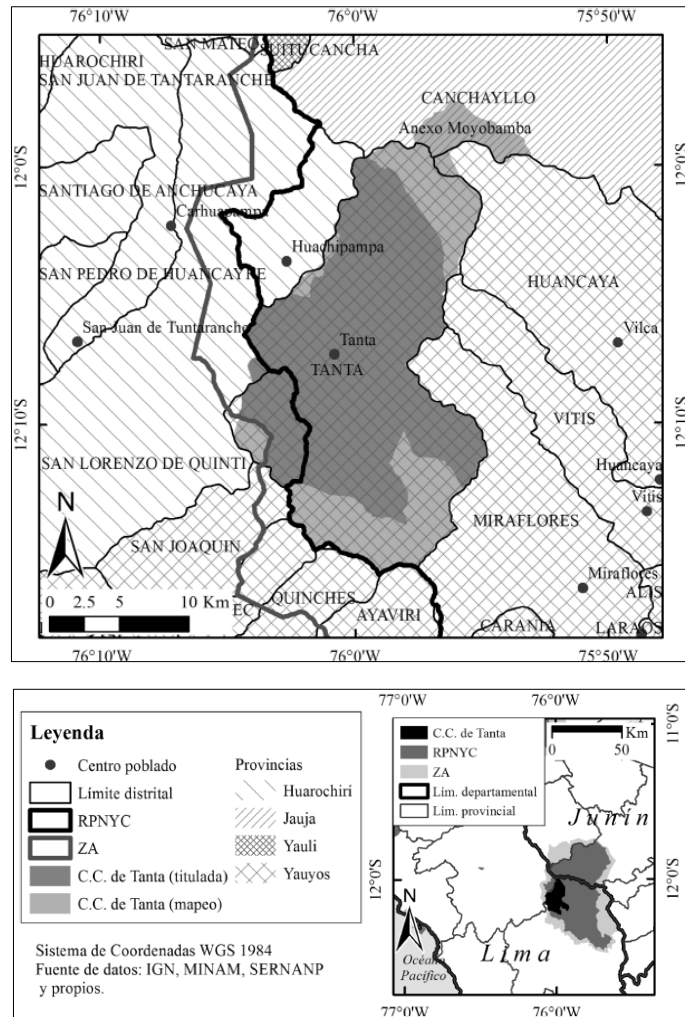 76°10'W 76°0'W 75°50'W
SAN MATEO
SUITUCANCHA
HUAROCHIRI
SAN JUAN DE TANTARANCHE
CANCHAYLLO
Anexo Moyobamba
12°0'S 12°0'S
SANTIAGO DE ANCHUCAYA
Carhuapampa
Huachipampa
SAN PEDRO DE HUANCAYRE
HUANCAYA
San Juan de Tuntarancho
Tanta
Vilca
TANTA
VITIS
12°10'S 12°10'S
SAN LORENZO DE QUINTI
Huancaya
Vitis
N
MIRAFLORES
SAN JOAQUIN
Miraflores
0 2.5 5 10 Km
EC
QUINCHES
ALIS
AYAVIRI
CARANIA
LARAOS
76°10'W 76°0'W 75°50'W
Leyenda
Centro poblado
Límite distrital
RPNYC
ZA
C.C. de Tanta (titulada)
C.C. de Tanta (mapeo)
Provincias
Huarochirí
Jauja
Yauli
Yauyos
Sistema de Coordenadas WGS 1984
Fuente de datos: IGN, MINAM, SERNANP
y propios.
77°0'W 76°0'W
11°0'S
C.C. de Tanta
RPNYC
ZA
Lim. departamental
Lim. provincial
Km
0 50
Junín
12°0'S 12°0'S
N
Lima
Océano
Pacífico
77°0'W 76°0'W